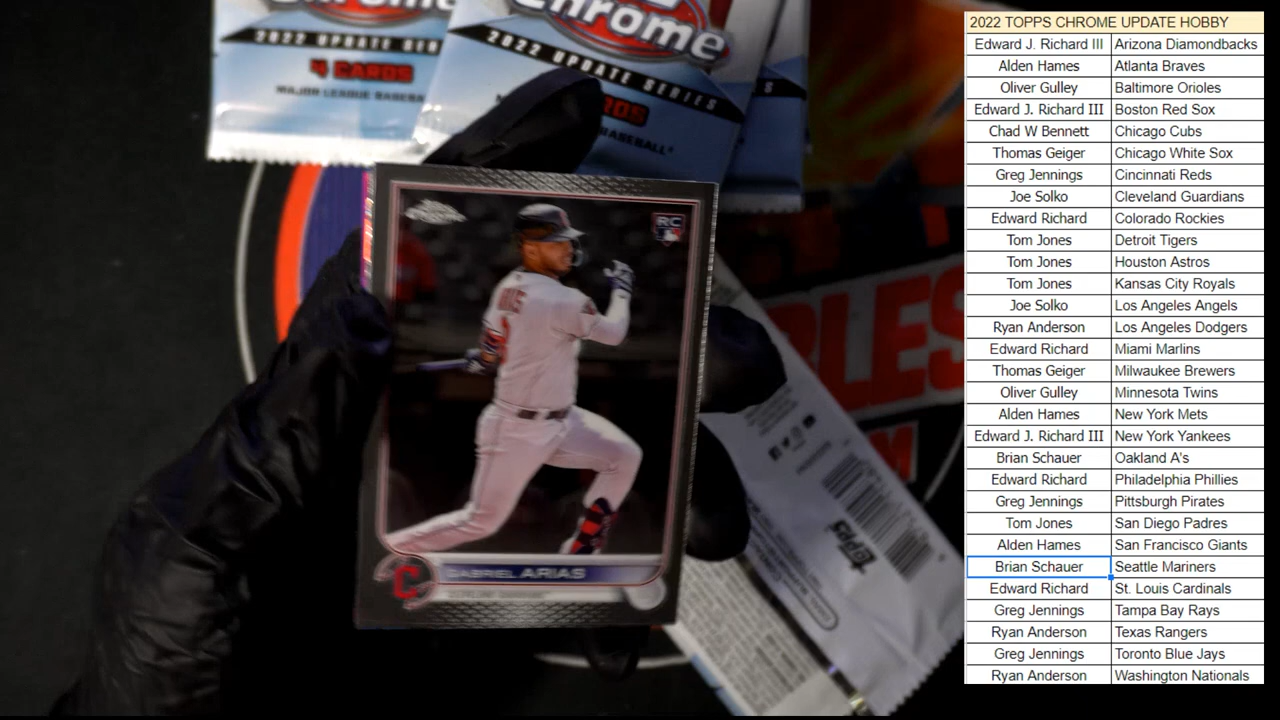 Chrome
2022 UPDATE SER
4 CARDS
MAJOR LEAGUE BASEBA
Chrome
2022 UPDATE SERIES
BASEBALL
RC
GABRIEL ARIAS
C
topps
2022 TOPPS CHROME UPDATE HOBBY
Edward J. Richard III Arizona Diamondbacks
Alden Hames Atlanta Braves
Oliver Gulley Baltimore Orioles
Edward J. Richard III Boston Red Sox
Chad W Bennett Chicago Cubs
Thomas Geiger Chicago White Sox
Greg Jennings Cincinnati Reds
Joe Solko Cleveland Guardians
Edward Richard Colorado Rockies
Tom Jones Detroit Tigers
Tom Jones Houston Astros
Tom Jones Kansas City Royals
Joe Solko Los Angeles Angels
Ryan Anderson Los Angeles Dodgers
Edward Richard Miami Marlins
Thomas Geiger Milwaukee Brewers
Oliver Gulley Minnesota Twins
Alden Hames New York Mets
Edward J. Richard III New York Yankees
Brian Schauer Oakland A's
Edward Richard Philadelphia Phillies
Greg Jennings Pittsburgh Pirates
Tom Jones San Diego Padres
Alden Hames San Francisco Giants
Brian Schauer Seattle Mariners
Edward Richard St. Louis Cardinals
Greg Jennings Tampa Bay Rays
Ryan Anderson Texas Rangers
Greg Jennings Toronto Blue Jays
Ryan Anderson Washington Nationals